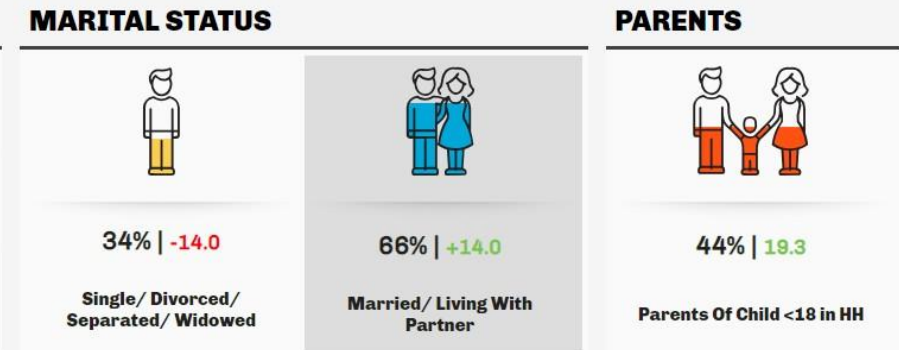 MARITAL STATUS
34% | -14.0
Single/ Divorced/
Separated/ Widowed
66% | +14.0
Married/ Living With
Partner
PARENTS
44% | 19.3
Parents Of Child <18 in HH